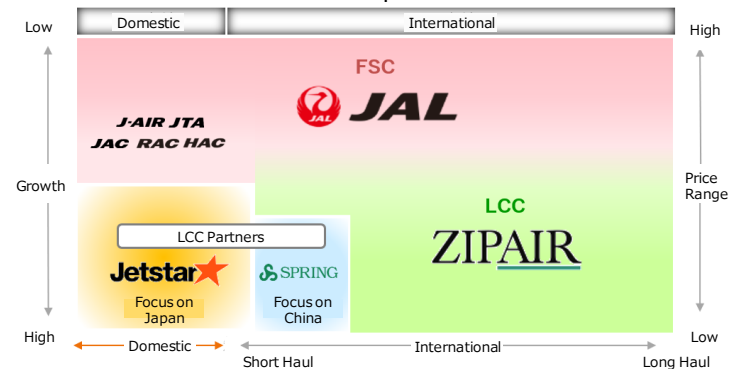 Domestic
International
Low
High
FSC
JAL
JAL
J-AIR JTA
JAC RAC HAC
Growth
Price
Range
LCC
ZIPAIR
LCC Partners
Jetstar
SPRING
Focus on
Japan
Focus on
China
High
Low
Domestic
International
Short Haul
Long Haul